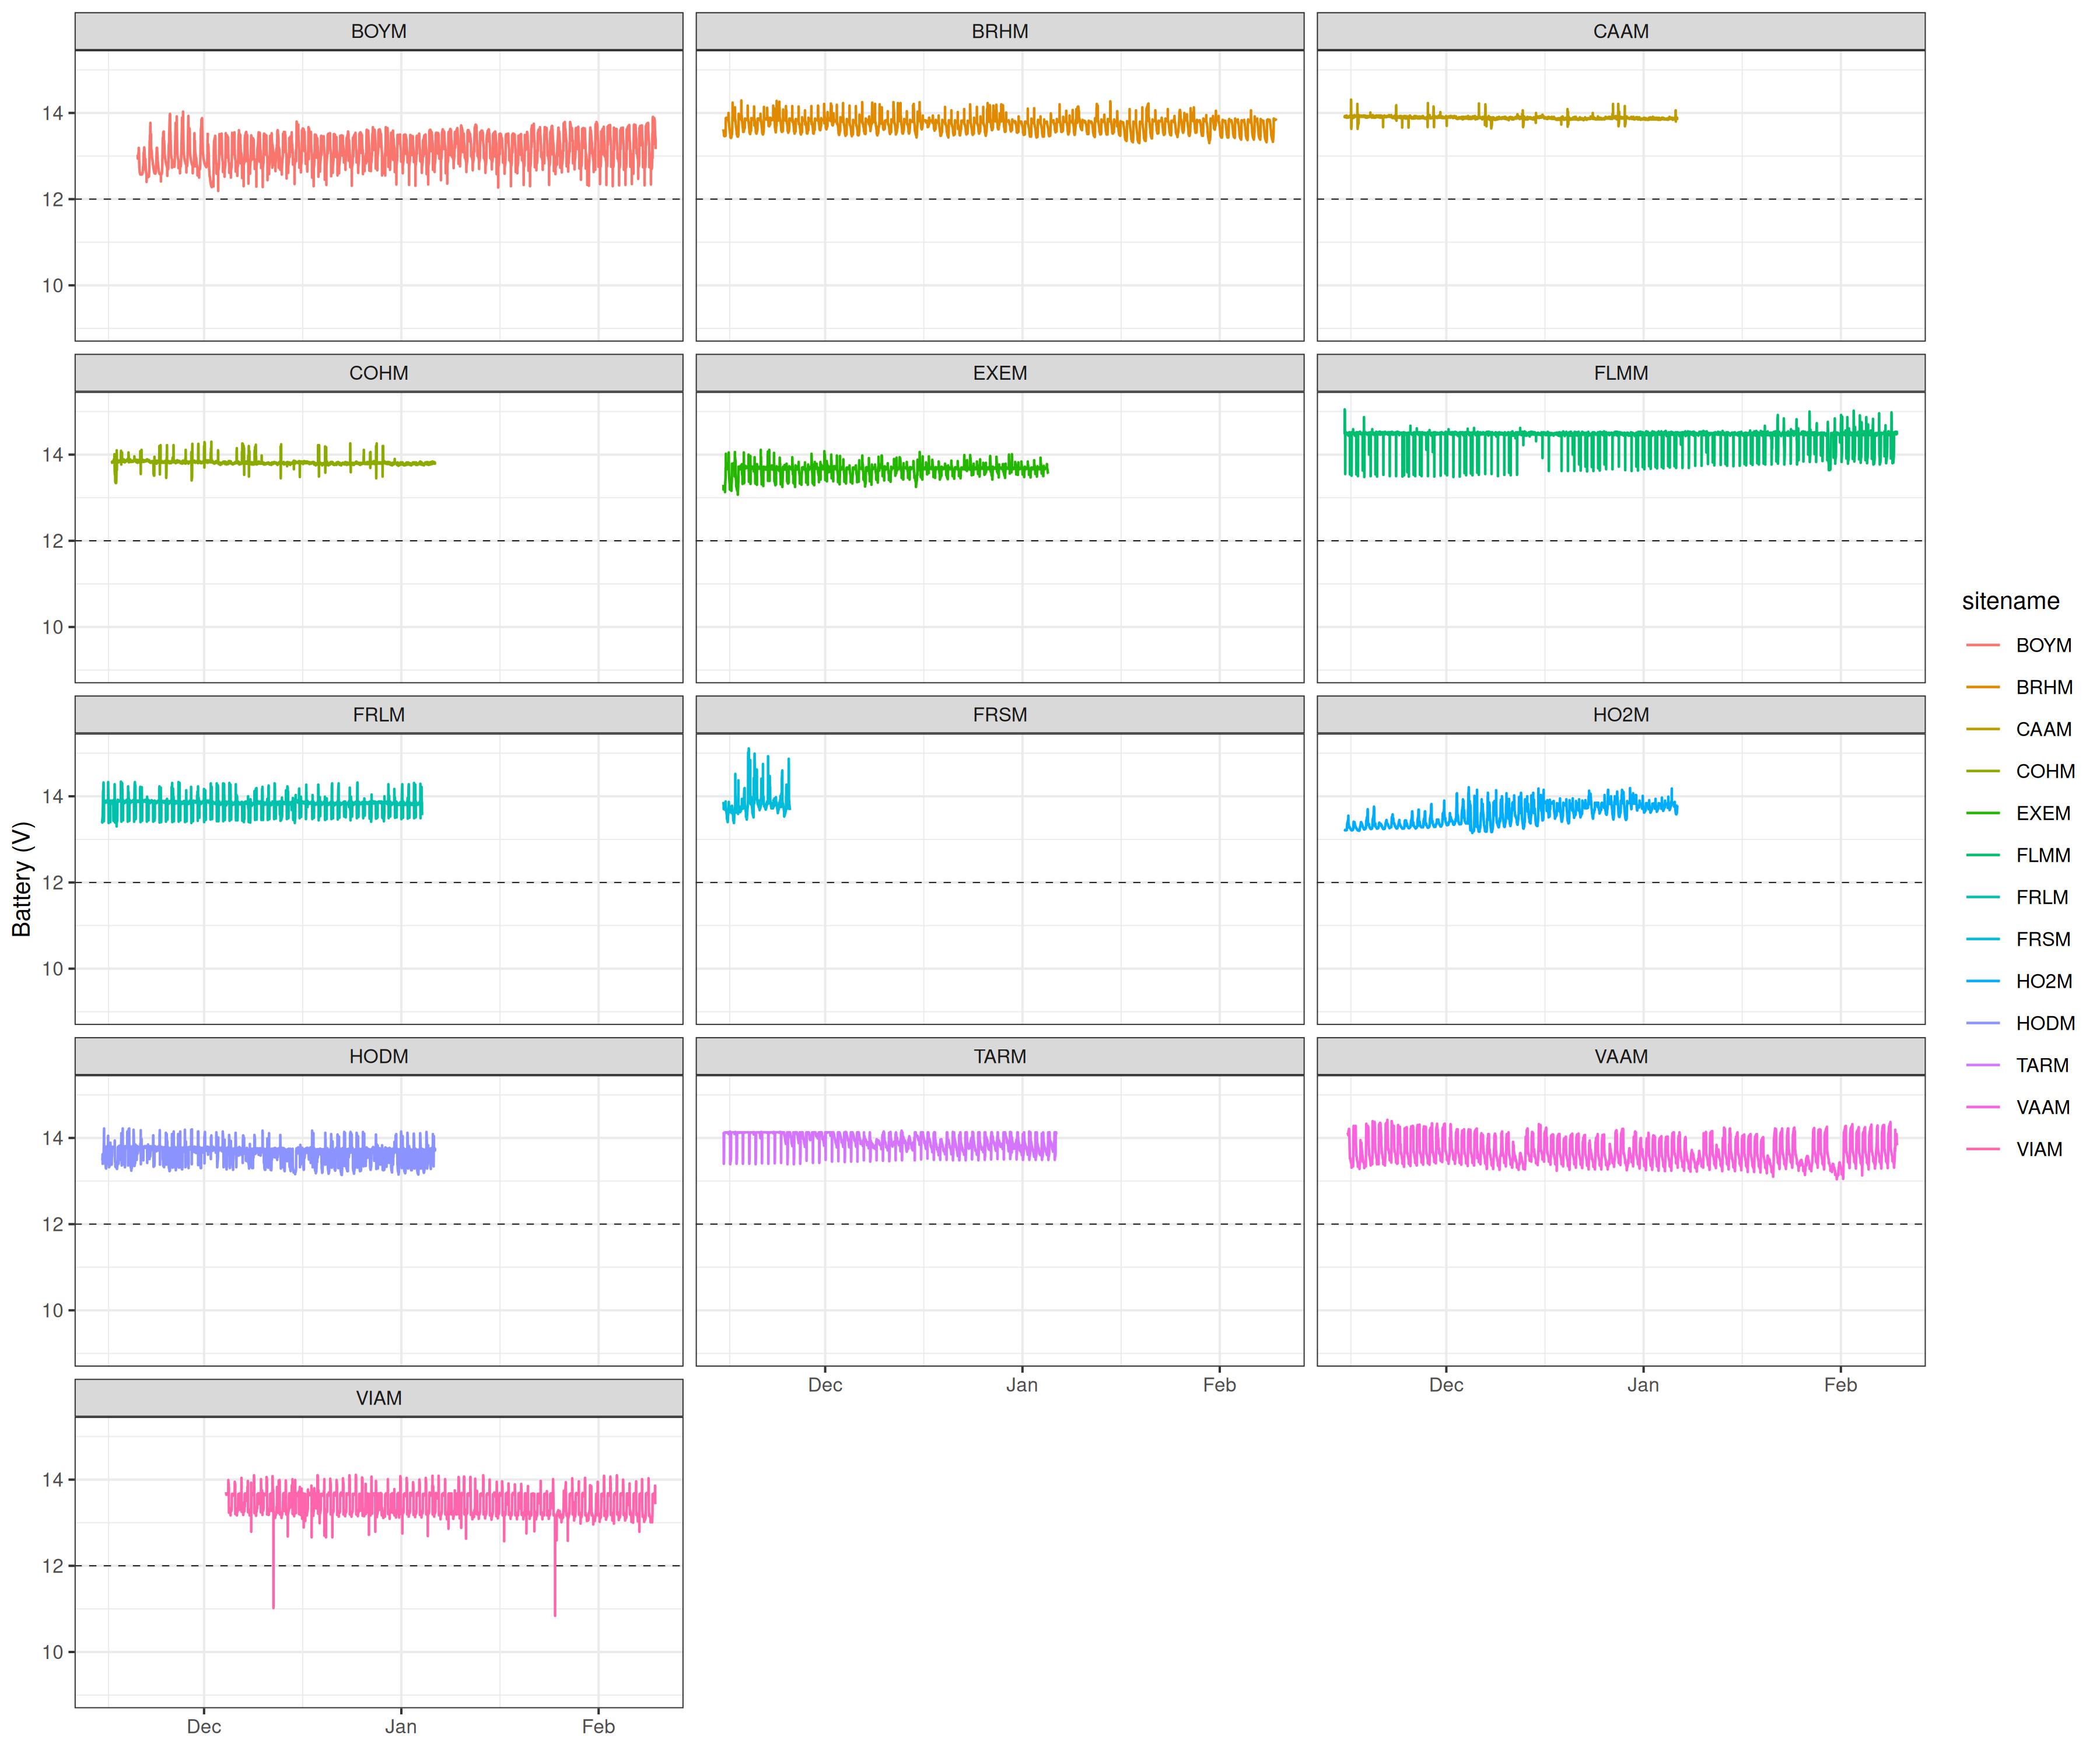 BOYM
BRHM
CAAM
14
12
10
COHM
EXEM
FLMM
14
12
10
FRLM
FRSM
HO2M
14
12
10
HODM
TARM
VAAM
14
12
10
Dec Jan Feb
Dec Jan Feb
VIAM
14
12
10
Dec Jan Feb
Battery (V)
sitename
BOYM
BRHM
CAAM
COHM
EXEM
FLMM
FRLM
FRSM
HO2M
HODM
TARM
VAAM
VIAM